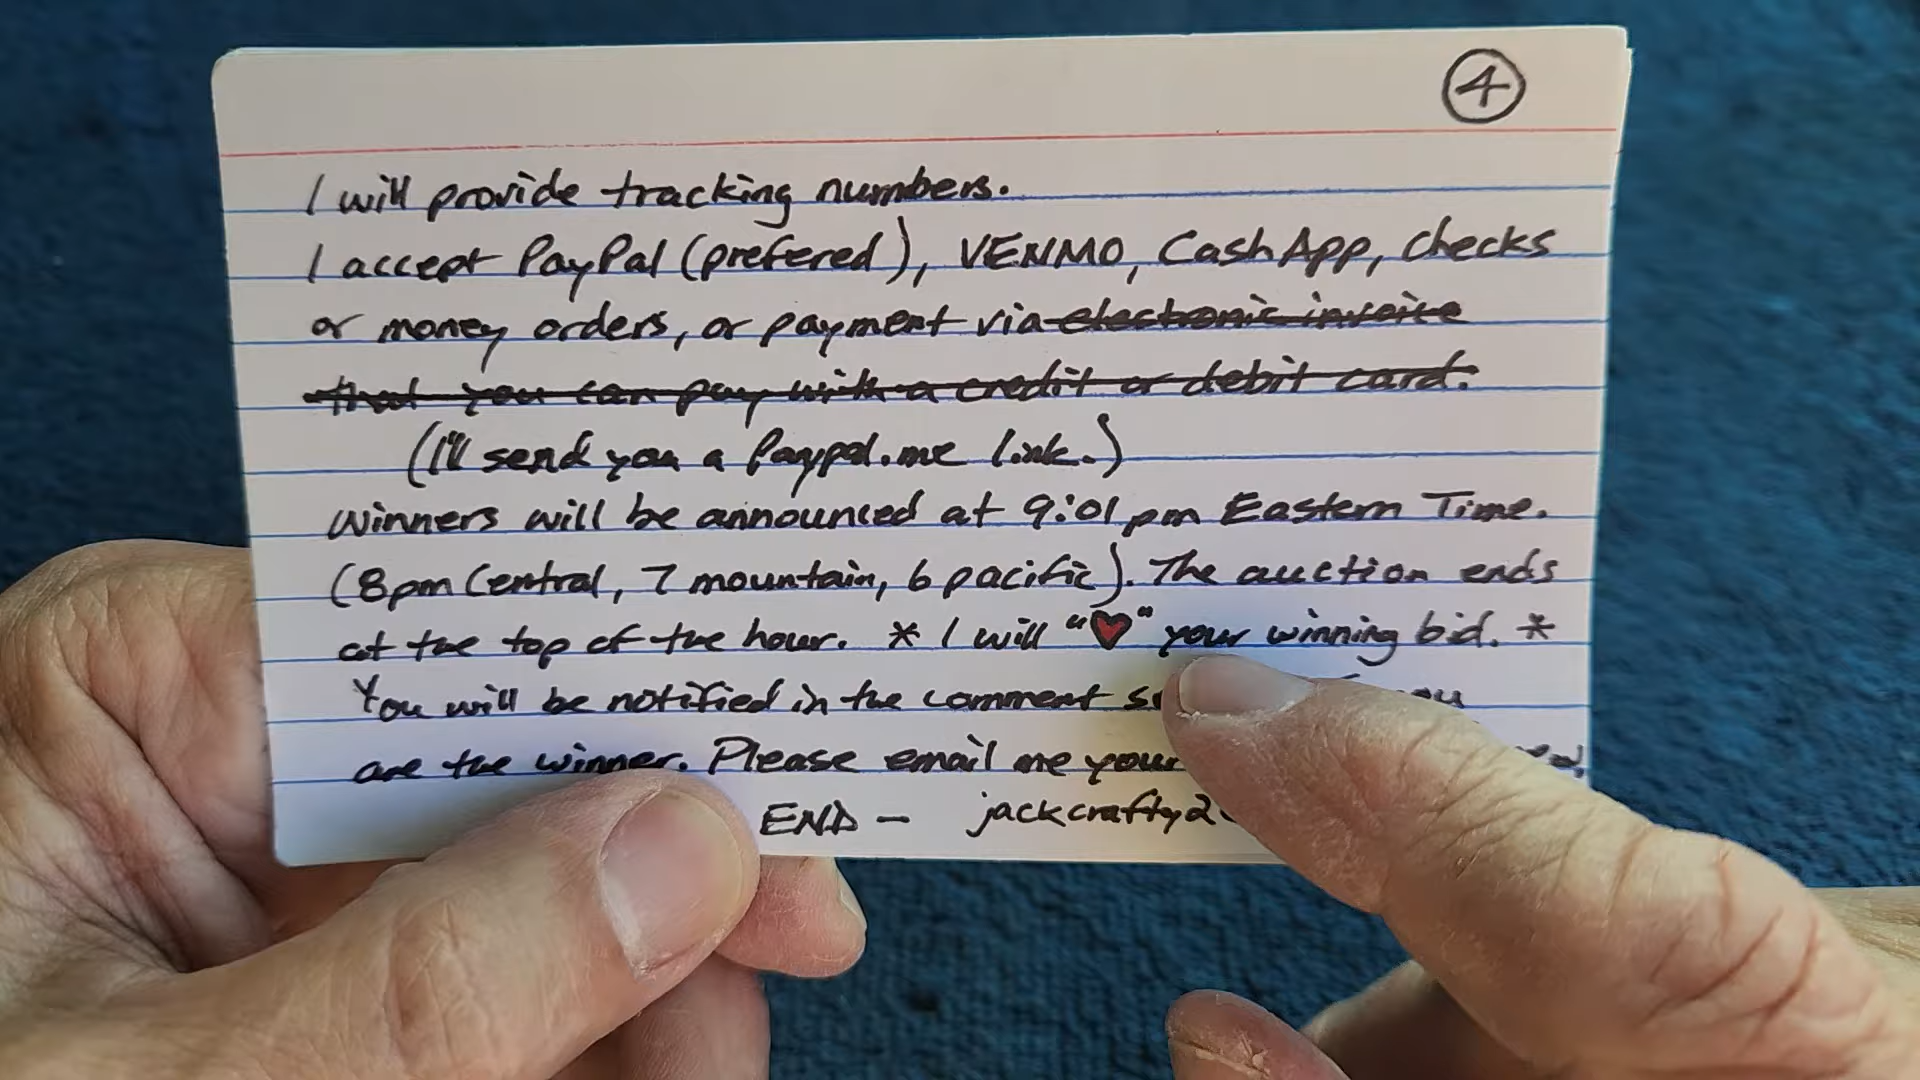 4
I will provide tracking numbers.
I accept PayPal (prefered), VENMO, Cash App, Checks
or money orders, or payment via electronic invoice
that you can pay with a credit or debit card.
(I'll send you a Paypal.me link.)
Winners will be announced at 9:01 pm Eastern Time.
(8pm Central, 7 mountain, 6 pacific). The auction ends
at the top of the hour. * I will "♥" your winning bid. *
You will be notified in the comment
are the winner. Please email me your
END - jackcrafty2